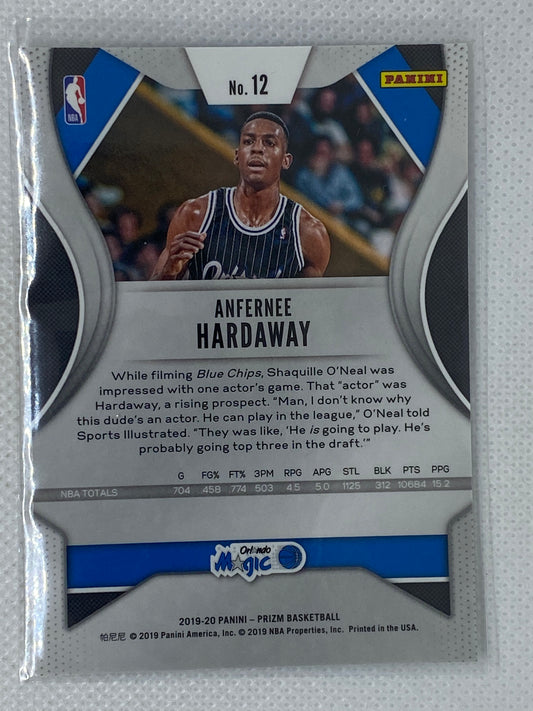 No. 12
PANINI
NBA
Orlando
ANFERNEE
HARDAWAY
While filming Blue Chips, Shaquille O'Neal was
impressed with one actor's game. That "actor" was
Hardaway, a rising prospect. "Man, I don't know why
this dude's an actor. He can play in the league," O'Neal told
Sports Illustrated. "They was like, 'He is going to play. He's
probably going top three in the draft.'"
G FG% FT% 3PM RPG APG STL BLK PTS PPG
NBA TOTALS 704 .458 .774 503 4.5 5.0 1125 312 10684 15.2
Orlando
Magic
2019-20 PANINI – PRIZM BASKETBALL
帕尼尼 © 2019 Panini America, Inc. © 2019 NBA Properties, Inc. Printed in the USA.